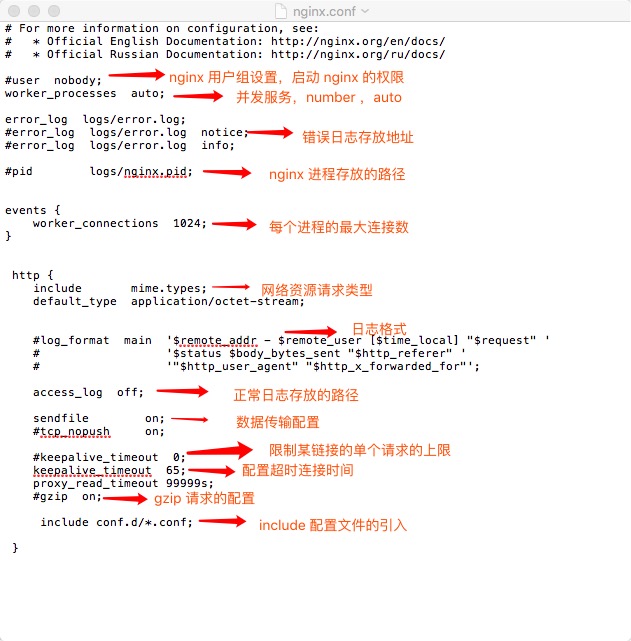 nginx.conf
# For more information on configuration, see:
#   * Official English Documentation: http://nginx.org/en/docs/
#   * Official Russian Documentation: http://nginx.org/ru/docs/
#user  nobody; nginx 用户组设置，启动 nginx 的权限
worker_processes  auto; 并发服务，number ，auto
error_log  logs/error.log;
#error_log  logs/error.log  notice; 错误日志存放地址
#error_log  logs/error.log  info;
#pid        logs/nginx.pid; nginx 进程存放的路径
events {
    worker_connections  1024; 每个进程的最大连接数
}
http {
    include       mime.types; 网络资源请求类型
    default_type  application/octet-stream;
日志格式
    #log_format  main  '$remote_addr - $remote_user [$time_local] "$request" '
    #                  '$status $body_bytes_sent "$http_referer" '
    #                  '"$http_user_agent" "$http_x_forwarded_for"';
    access_log  off; 正常日志存放的路径
    sendfile        on; 数据传输配置
    #tcp_nopush     on;
    #keepalive_timeout  0; 限制某链接的单个请求的上限
    keepalive_timeout  65; 配置超时连接时间
    proxy_read_timeout 99999s;
    #gzip  on; gzip 请求的配置
    include conf.d/*.conf; include 配置文件的引入
}